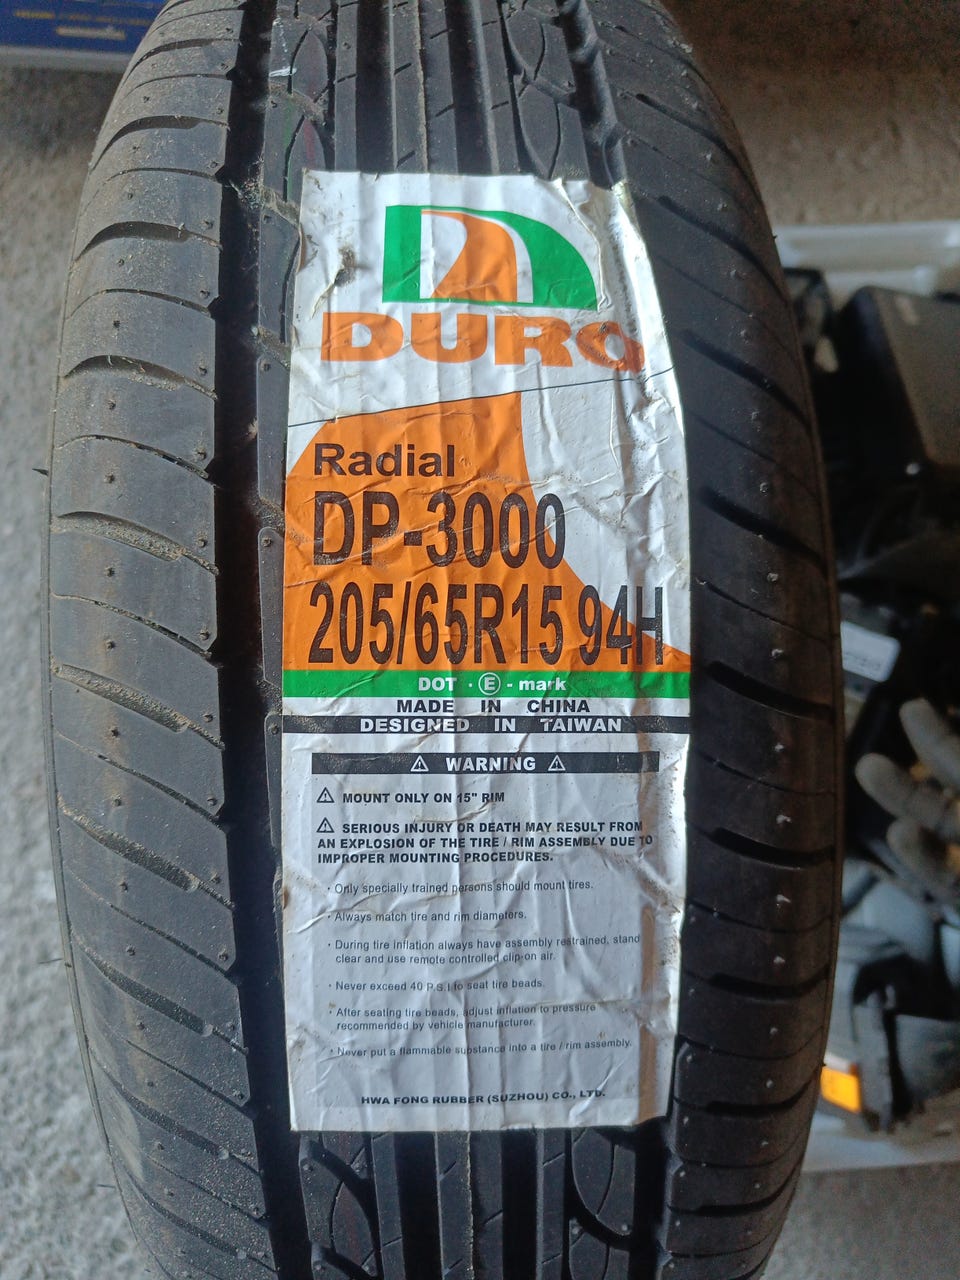 DURO
Radial
DP-3000
205/65R15 94H
DOT · E - mark
MADE IN CHINA
DESIGNED IN TAIWAN
WARNING
MOUNT ONLY ON 15" RIM
SERIOUS INJURY OR DEATH MAY RESULT FROM
AN EXPLOSION OF THE TIRE / RIM ASSEMBLY DUE TO
IMPROPER MOUNTING PROCEDURES.
· Only specially trained persons should mount tires.
· Always match tire and rim diameters.
· During tire inflation always have assembly restrained, stand
clear and use remote controlled clip-on air.
· Never exceed 40 P.S.I to seat tire beads.
· After seating tire beads, adjust inflation to pressure
recommended by vehicle manufacturer.
· Never put a flammable substance into a tire / rim assembly.
HWA FONG RUBBER (SUZHOU) CO., LTD.